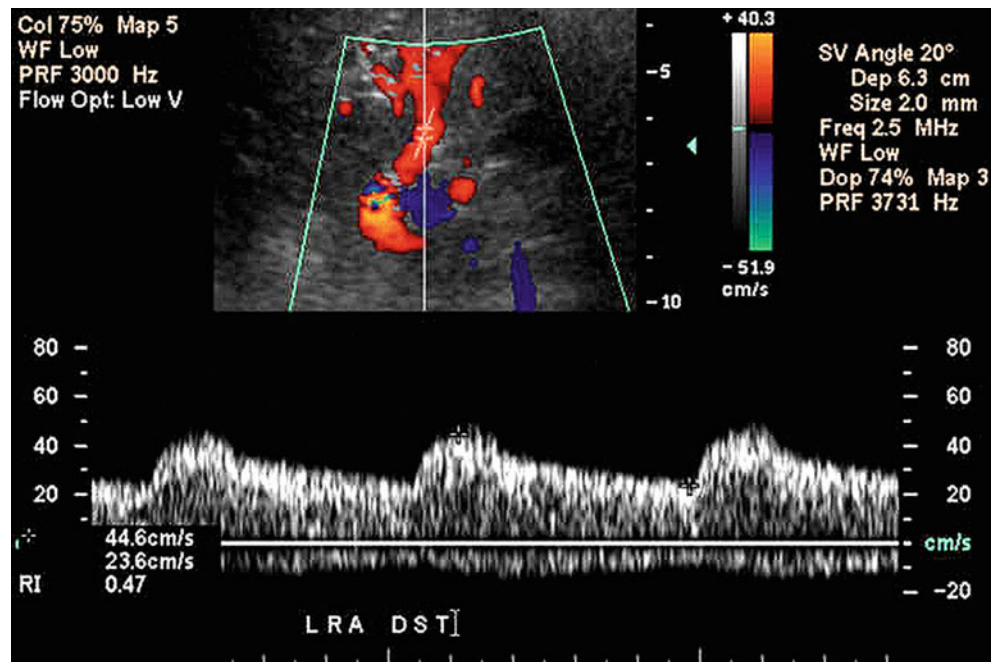 Col 75% Map 5
WF Low
PRF 3000 Hz
Flow Opt: Low V
-5
-10
+ 40.3
- 51.9
cm/s
SV Angle 20°
Dep 6.3 cm
Size 2.0 mm
Freq 2.5 MHz
WF Low
Dop 74% Map 3
PRF 3731 Hz
80 - - 80
60 - - 60
40 - - 40
20 - - 20
cm/s
- -20
44.6cm/s
23.6cm/s
RI 0.47
LRA DST